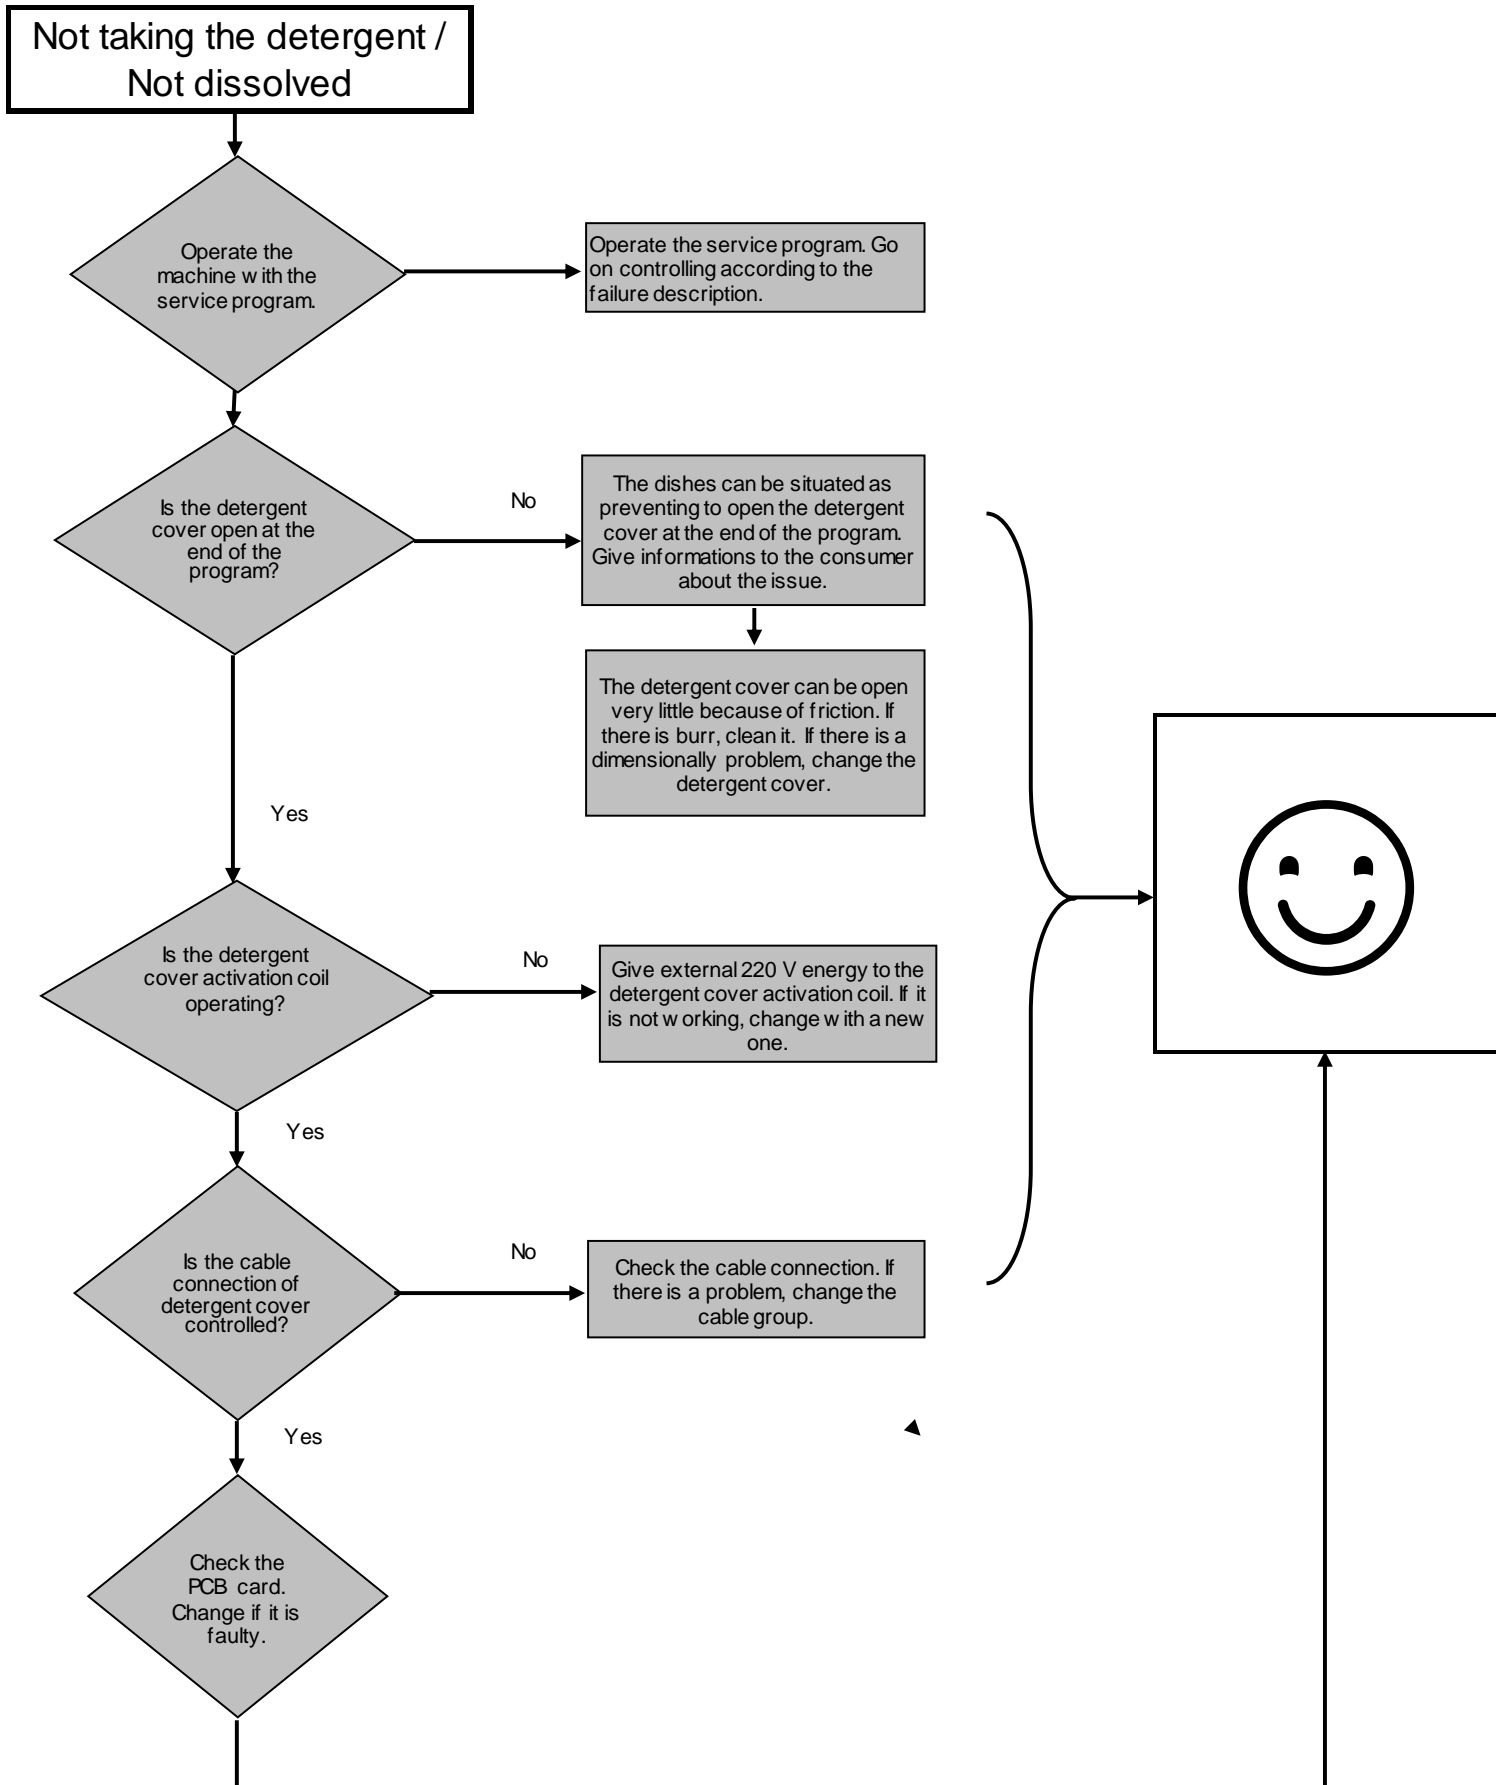 Not taking the detergent /
Not dissolved
Operate the
machine with the
service program.
Operate the service program. Go
on controlling according to the
failure description.
Is the detergent
cover open at the
end of the
program?
No
The dishes can be situated as
preventing to open the detergent
cover at the end of the program.
Give informations to the consumer
about the issue.
The detergent cover can be open
very little because of friction. If
there is burr, clean it. If there is a
dimensionally problem, change the
detergent cover.
Yes
Is the detergent
cover activation coil
operating?
No
Give external 220 V energy to the
detergent cover activation coil. If it
is not working, change with a new
one.
Yes
Is the cable
connection of
detergent cover
controlled?
No
Check the cable connection. If
there is a problem, change the
cable group.
Yes
Check the
PCB card.
Change if it is
faulty.